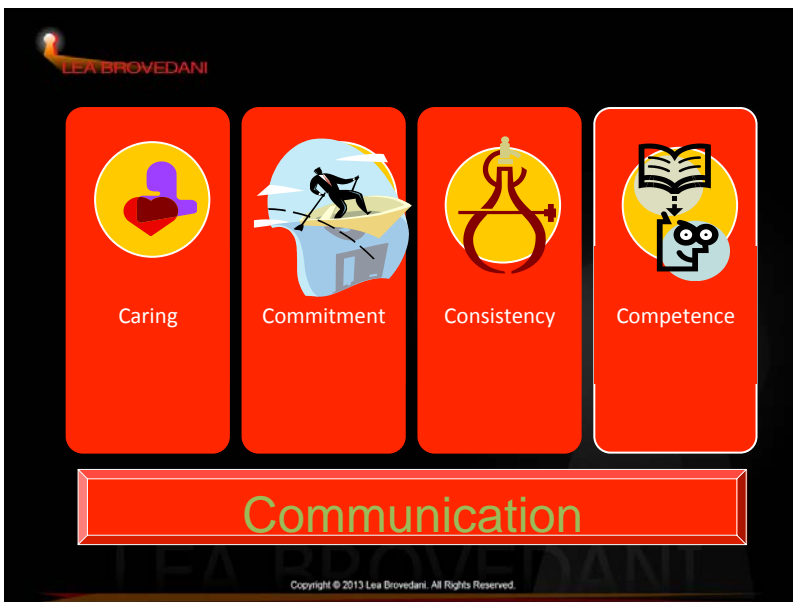 LEA BROVEDANI
Caring
Commitment
Consistency
Competence
Communication
LEA BROVEDANI
Copyright © 2013 Lea Brovedani. All Rights Reserved.